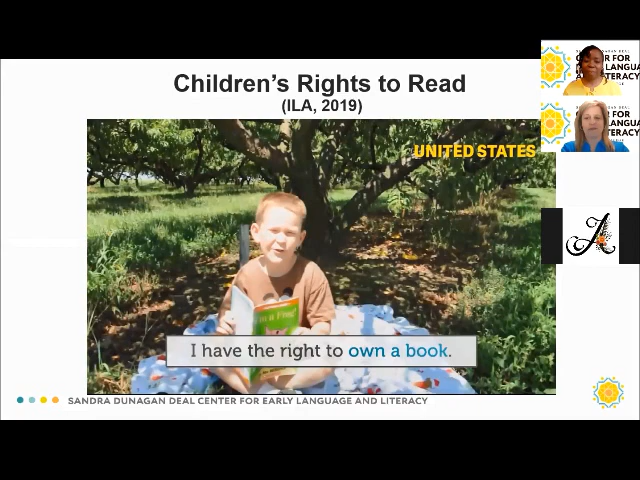 Children's Rights to Read
(ILA, 2019)
UNITED STATES
I have the right to own a book.
SANDRA DUNAGAN DEAL CENTER FOR EARLY LANGUAGE AND LITERACY
A